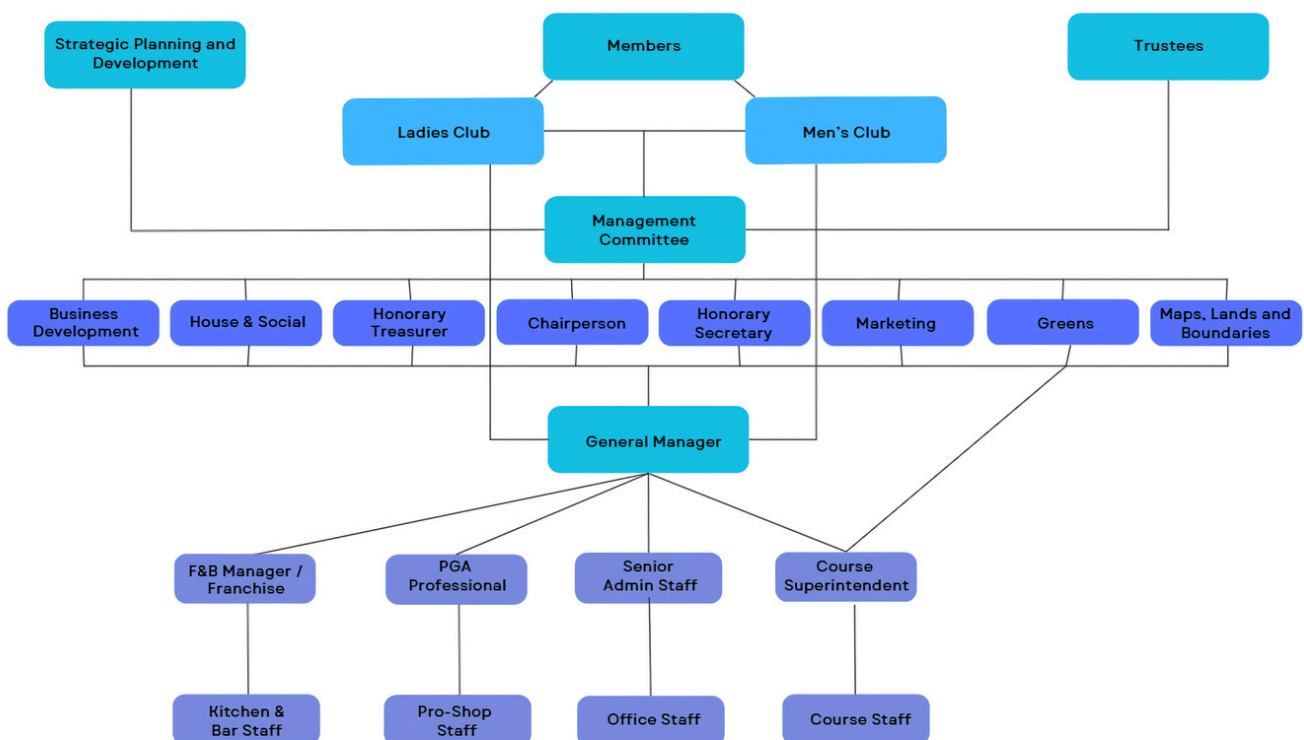 Strategic Planning and
Development
Members
Trustees
Ladies Club
Men's Club
Management
Committee
Business
Development
House & Social
Honorary
Treasurer
Chairperson
Honorary
Secretary
Marketing
Greens
Maps, Lands and
Boundaries
General Manager
F&B Manager /
Franchise
PGA
Professional
Senior
Admin Staff
Course
Superintendent
Kitchen &
Bar Staff
Pro-Shop
Staff
Office Staff
Course Staff